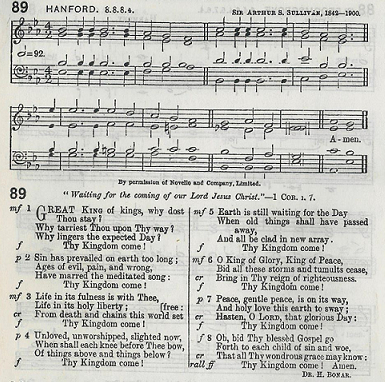 89 HANFORD. 8.8.8.4. SIR ARTHUR S. SULLIVAN, 1842–1900.
=92.
A - men.
By permission of Novello and Company, Limited.
89 "Waiting for the coming of our Lord Jesus Christ."—1 COR. 1. 7.
mf 1 GREAT KING of kings, why dost
Thou stay?
Why tarriest Thou upon Thy way?
Why lingers the expected Day?
f Thy Kingdom come!
p 2 Sin has prevailed on earth too long;
Ages of evil, pain, and wrong,
Have marred the meditated song:
f Thy Kingdom come!
mf 3 Life in its fulness is with Thee,
Life in its holy liberty; [free:
cr From death and chains this world set
f Thy Kingdom come!
p 4 Unloved, unworshipped, slighted now,
When shall each knee before Thee bow,
Of things above and things below?
f Thy Kingdom come!
mf 5 Earth is still waiting for the Day
When old things shall have passed
away,
And all be clad in new array.
f Thy Kingdom come!
mf 6 O King of Glory, King of Peace,
Bid all these storms and tumults cease,
cr Bring in Thy reign of righteousness.
f Thy Kingdom come!
p 7 Peace, gentle peace, is on its way,
And holy love this earth to sway;
cr Hasten, O LORD, that glorious Day:
f Thy Kingdom come!
mf 8 Oh, bid Thy blessèd Gospel go
Forth to each child of sin and woe,
cr That all Thy wondrous grace may know:
rall ff Thy Kingdom come! Amen.
DR. H. BONAR.